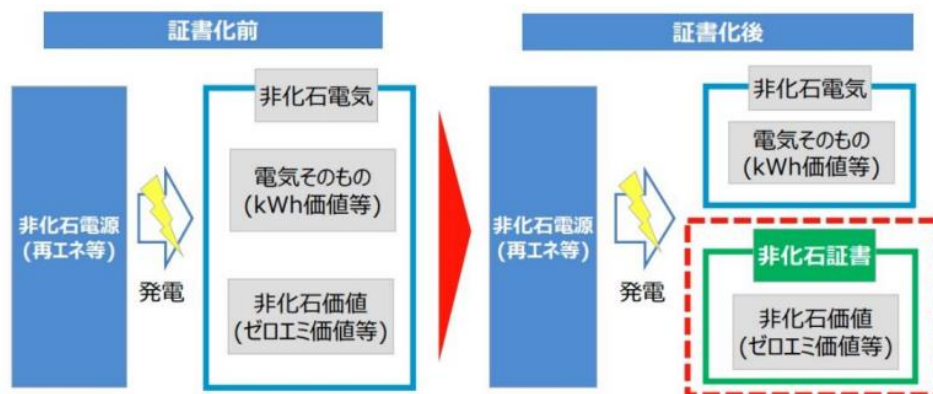 証書化前
非化石電源
(再エネ等)
発電
非化石電気
電気そのもの
(kWh価値等)
非化石価値
(ゼロエミ価値等)
証書化後
非化石電源
(再エネ等)
発電
非化石電気
電気そのもの
(kWh価値等)
非化石証書
非化石価値
(ゼロエミ価値等)